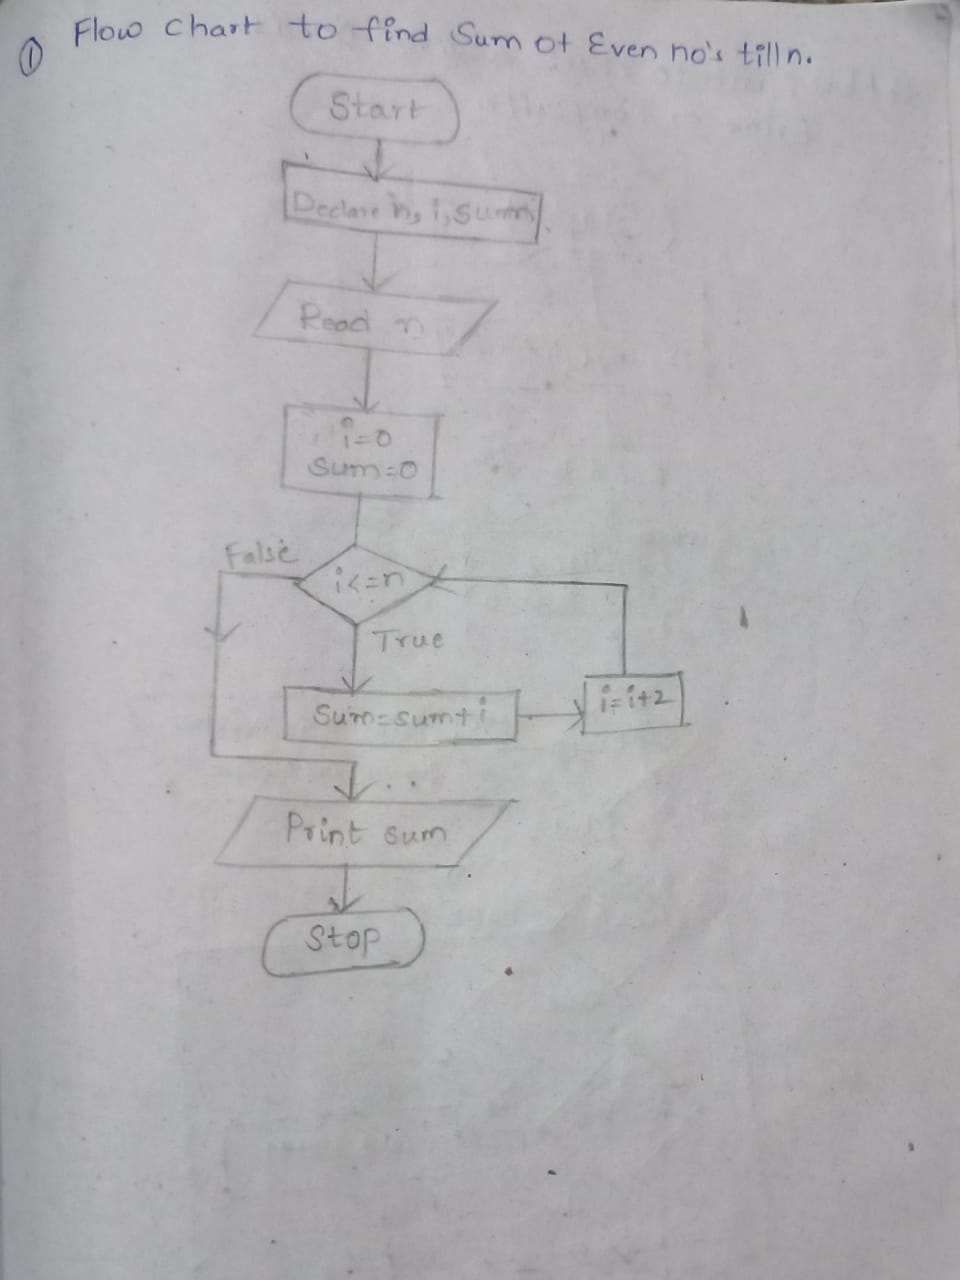 ① Flow Chart to find Sum of Even no's till n.
Start
Declare n, i, sum
Read n
i=0
Sum=0
False
i<=n
True
Sum=sum+i
i=i+2
Print sum
Stop